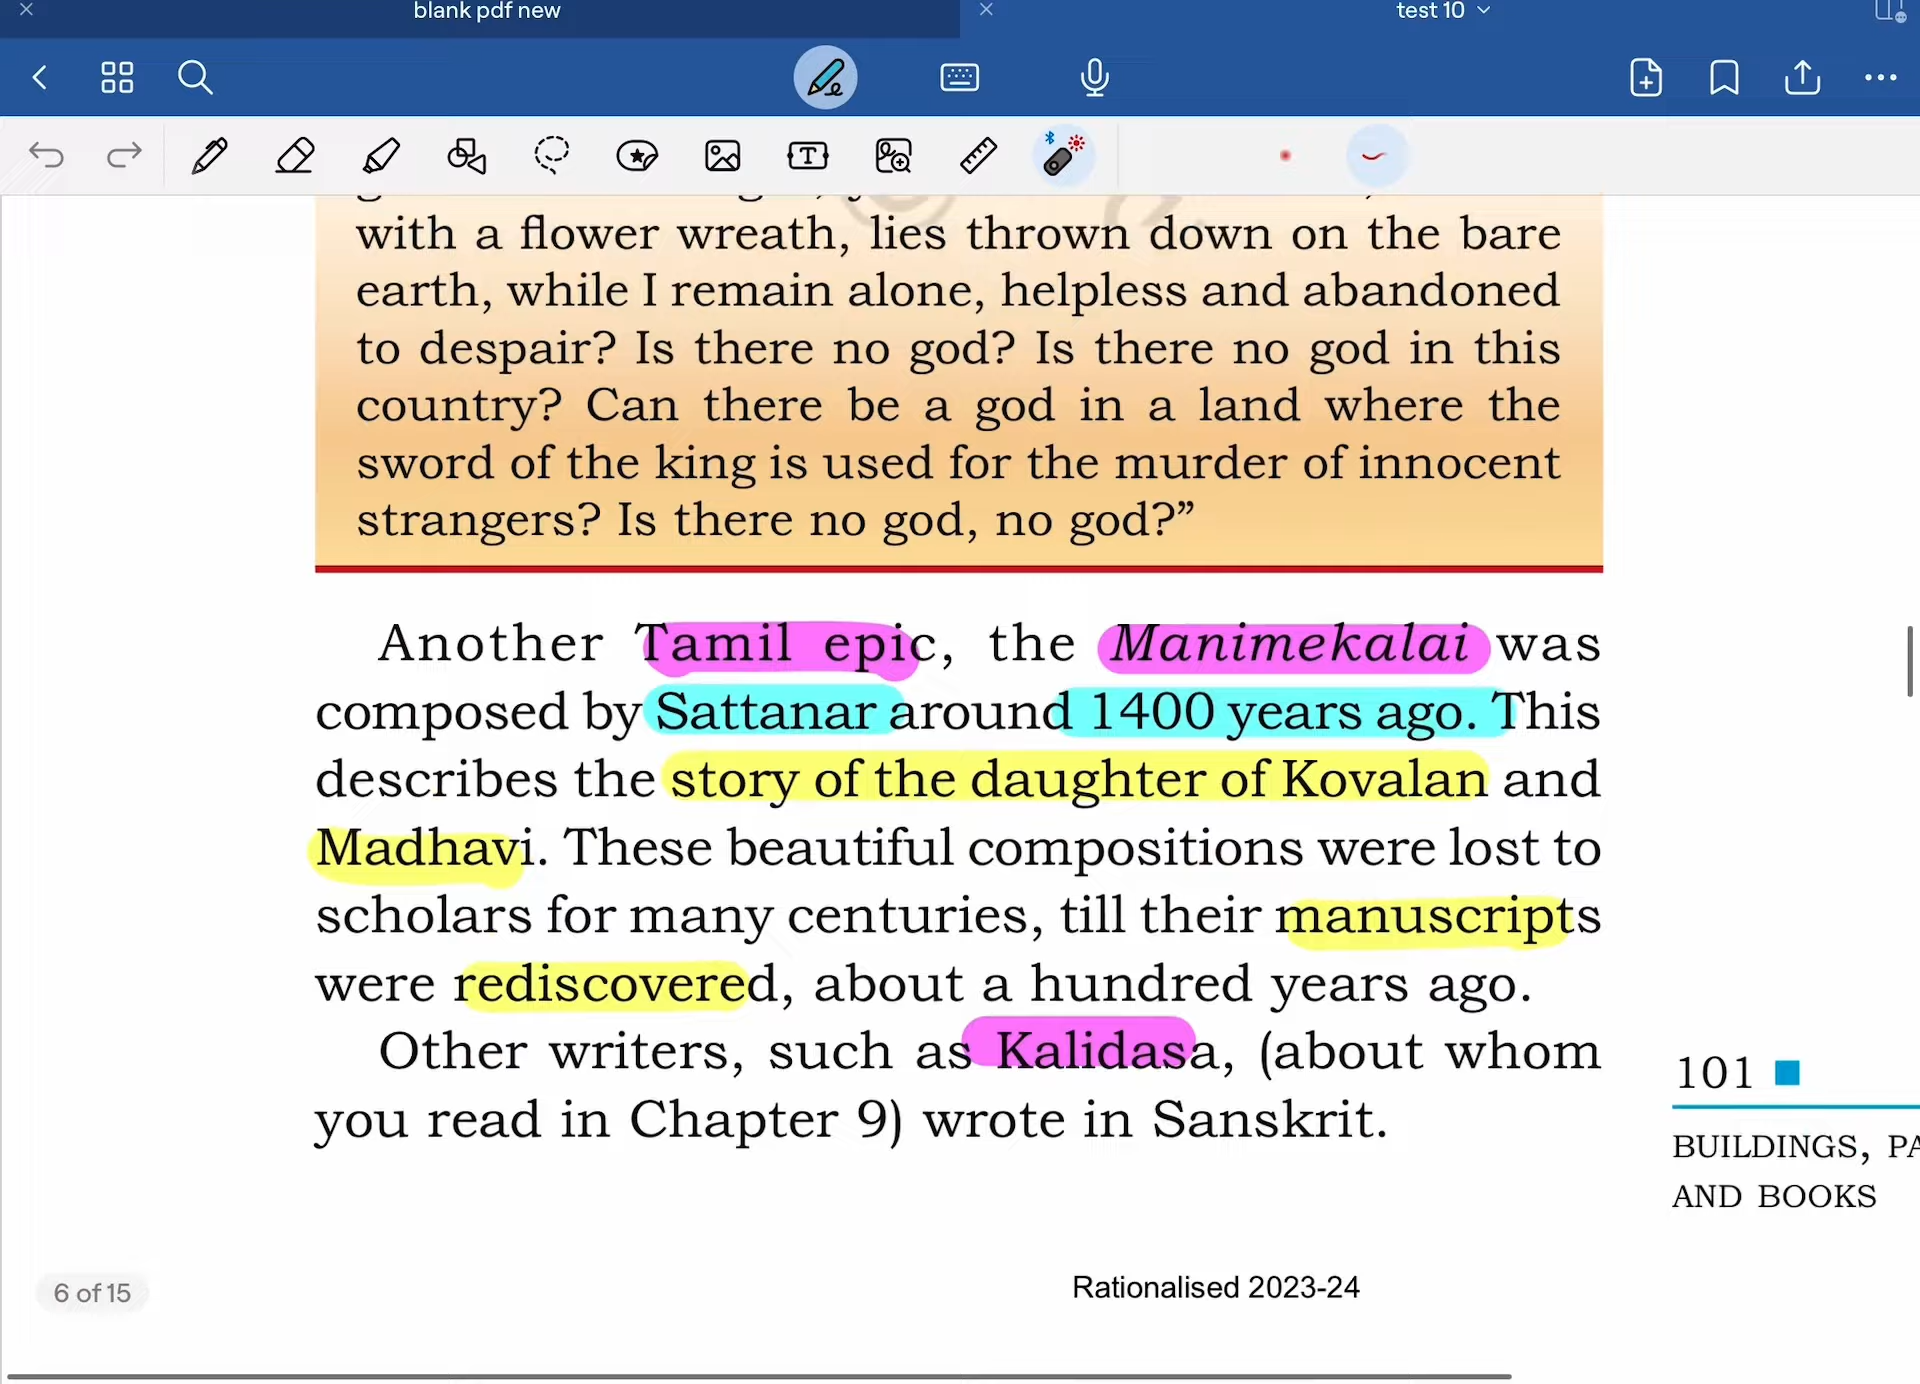 blank pdf new
test 10
with a flower wreath, lies thrown down on the bare
earth, while I remain alone, helpless and abandoned
to despair? Is there no god? Is there no god in this
country? Can there be a god in a land where the
sword of the king is used for the murder of innocent
strangers? Is there no god, no god?”
Another Tamil epic, the Manimekalai was
composed by Sattanar around 1400 years ago. This
describes the story of the daughter of Kovalan and
Madhavi. These beautiful compositions were lost to
scholars for many centuries, till their manuscripts
were rediscovered, about a hundred years ago.
Other writers, such as Kalidasa, (about whom
you read in Chapter 9) wrote in Sanskrit.
101
BUILDINGS, PA
AND BOOKS
6 of 15
Rationalised 2023-24